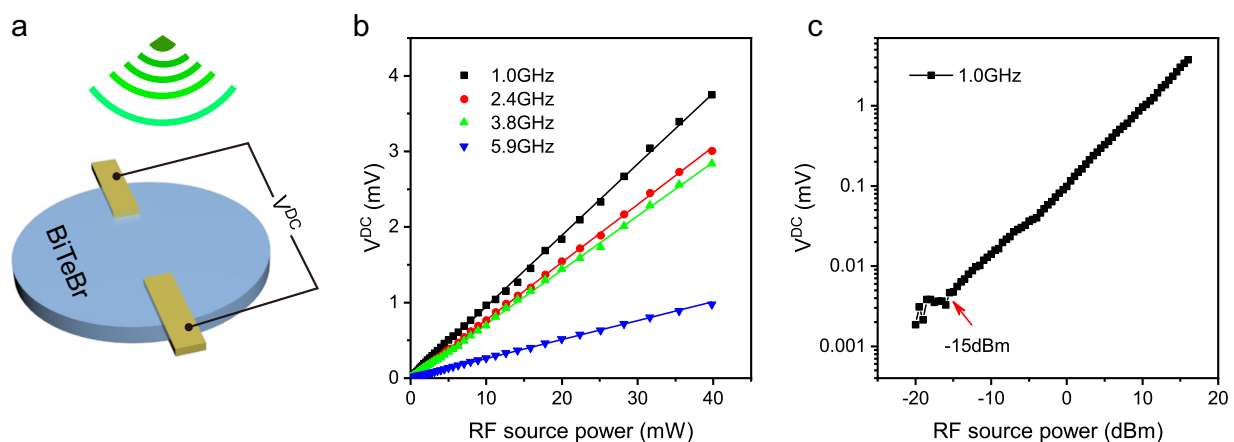 a
BiTeBr
V^DC
b
V^DC (mV)
4
3
2
1
0
1.0GHz
2.4GHz
3.8GHz
5.9GHz
0 10 20 30 40
RF source power (mW)
c
V^DC (mV)
1
0.1
0.01
0.001
1.0GHz
-15dBm
-20 -10 0 10 20
RF source power (dBm)